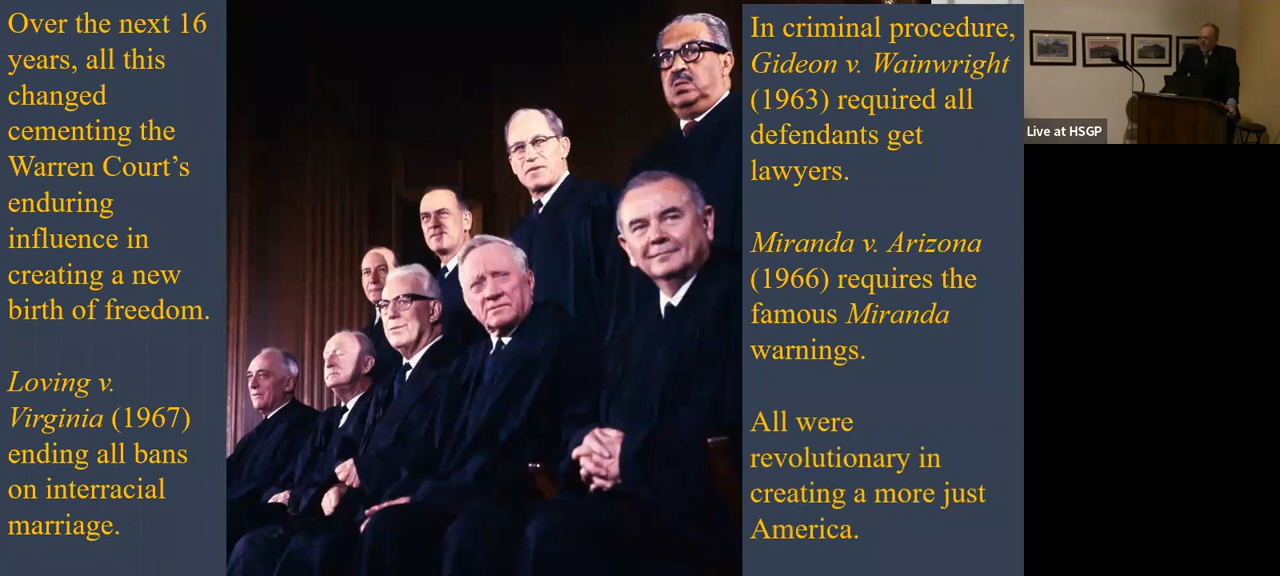 Over the next 16
years, all this
changed
cementing the
Warren Court’s
enduring
influence in
creating a new
birth of freedom.
Loving v.
Virginia (1967)
ending all bans
on interracial
marriage.
In criminal procedure,
Gideon v. Wainwright
(1963) required all
defendants get
lawyers.
Miranda v. Arizona
(1966) requires the
famous Miranda
warnings.
All were
revolutionary in
creating a more just
America.
Live at HSGP